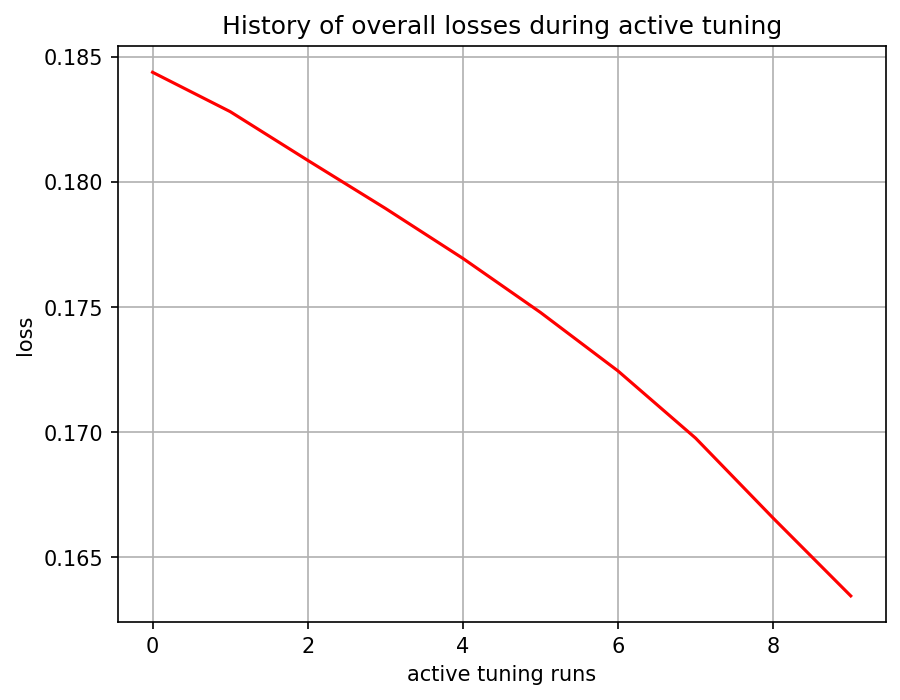 History of overall losses during active tuning
0.185
0.180
0.175
0.170
0.165
loss
0 2 4 6 8
active tuning runs